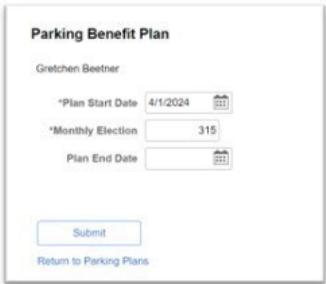 Parking Benefit Plan
Gretchen Beetner
*Plan Start Date 4/1/2024
*Monthly Election 315
Plan End Date
Submit
Return to Parking Plans